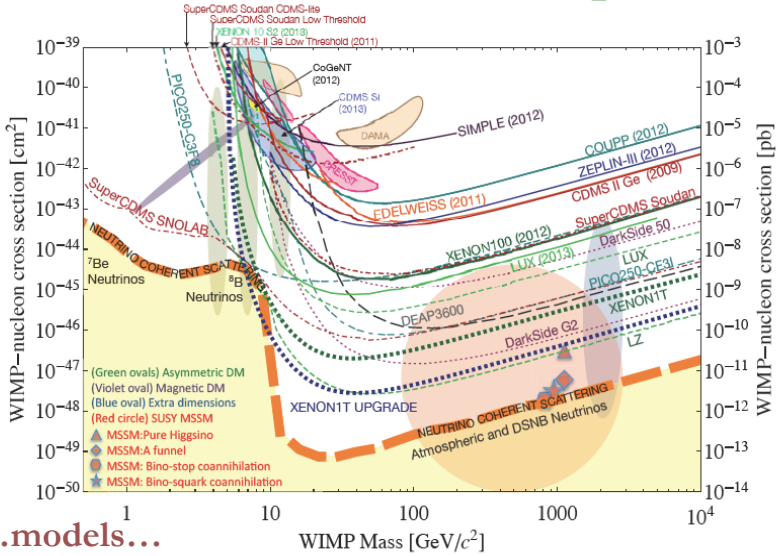 SuperCDMS Soudan CDMS-lite
SuperCDMS Soudan Low Threshold
XENON 10 S2 (2013)
CDMS-II Ge Low Threshold (2011)
CoGeNT
(2012)
CDMS Si
(2013)
DAMA
CRESST
SIMPLE (2012)
COUPP (2012)
ZEPLIN-III (2012)
CDMS II Ge (2009)
EDELWEISS (2011)
SuperCDMS Soudan
XENON100 (2012)
DarkSide 50
LUX (2013)
LUX
PICO250-C3F8
PICO250-CF3I
SuperCDMS SNOLAB
DEAP3600
XENON1T
DarkSide G2
LZ
XENON1T UPGRADE
NEUTRINO COHERENT SCATTERING
⁷Be
Neutrinos
⁸B
Neutrinos
NEUTRINO COHERENT SCATTERING
Atmospheric and DSNB Neutrinos
(Green ovals) Asymmetric DM
(Violet oval) Magnetic DM
(Blue oval) Extra dimensions
(Red circle) SUSY MSSM
MSSM:Pure Higgsino
MSSM:A funnel
MSSM: Bino-stop coannihilation
MSSM: Bino-squark coannihilation
WIMP−nucleon cross section [cm²]
10⁻³⁹
10⁻⁴⁰
10⁻⁴¹
10⁻⁴²
10⁻⁴³
10⁻⁴⁴
10⁻⁴⁵
10⁻⁴⁶
10⁻⁴⁷
10⁻⁴⁸
10⁻⁴⁹
10⁻⁵⁰
WIMP−nucleon cross section [pb]
10⁻³
10⁻⁴
10⁻⁵
10⁻⁶
10⁻⁷
10⁻⁸
10⁻⁹
10⁻¹⁰
10⁻¹¹
10⁻¹²
10⁻¹³
10⁻¹⁴
1 10 100 1000 10⁴
WIMP Mass [GeV/c²]
.models...